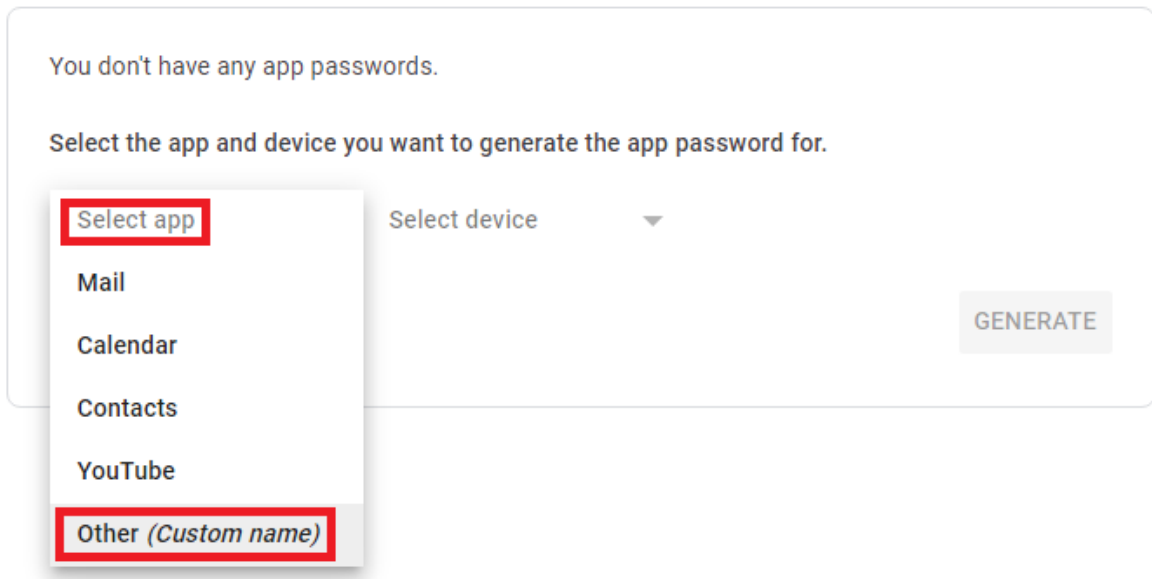 You don't have any app passwords.
Select the app and device you want to generate the app password for.
Select app Select device
Mail
GENERATE
Calendar
Contacts
YouTube
Other (Custom name)